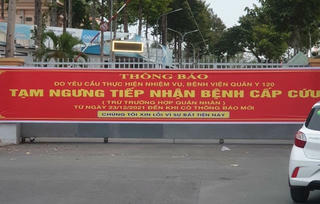 THÔNG BÁO
DO YÊU CẦU THỰC HIỆN NHIỆM VỤ, BỆNH VIỆN QUÂN Y 120
TẠM NGƯNG TIẾP NHẬN BỆNH CẤP CỨU
( TRỪ TRƯỜNG HỢP QUÂN NHÂN )
TỪ NGÀY 23/12/2021 ĐẾN KHI CÓ THÔNG BÁO MỚI
CHÚNG TÔI XIN LỖI VÌ SỰ BẤT TIỆN NÀY